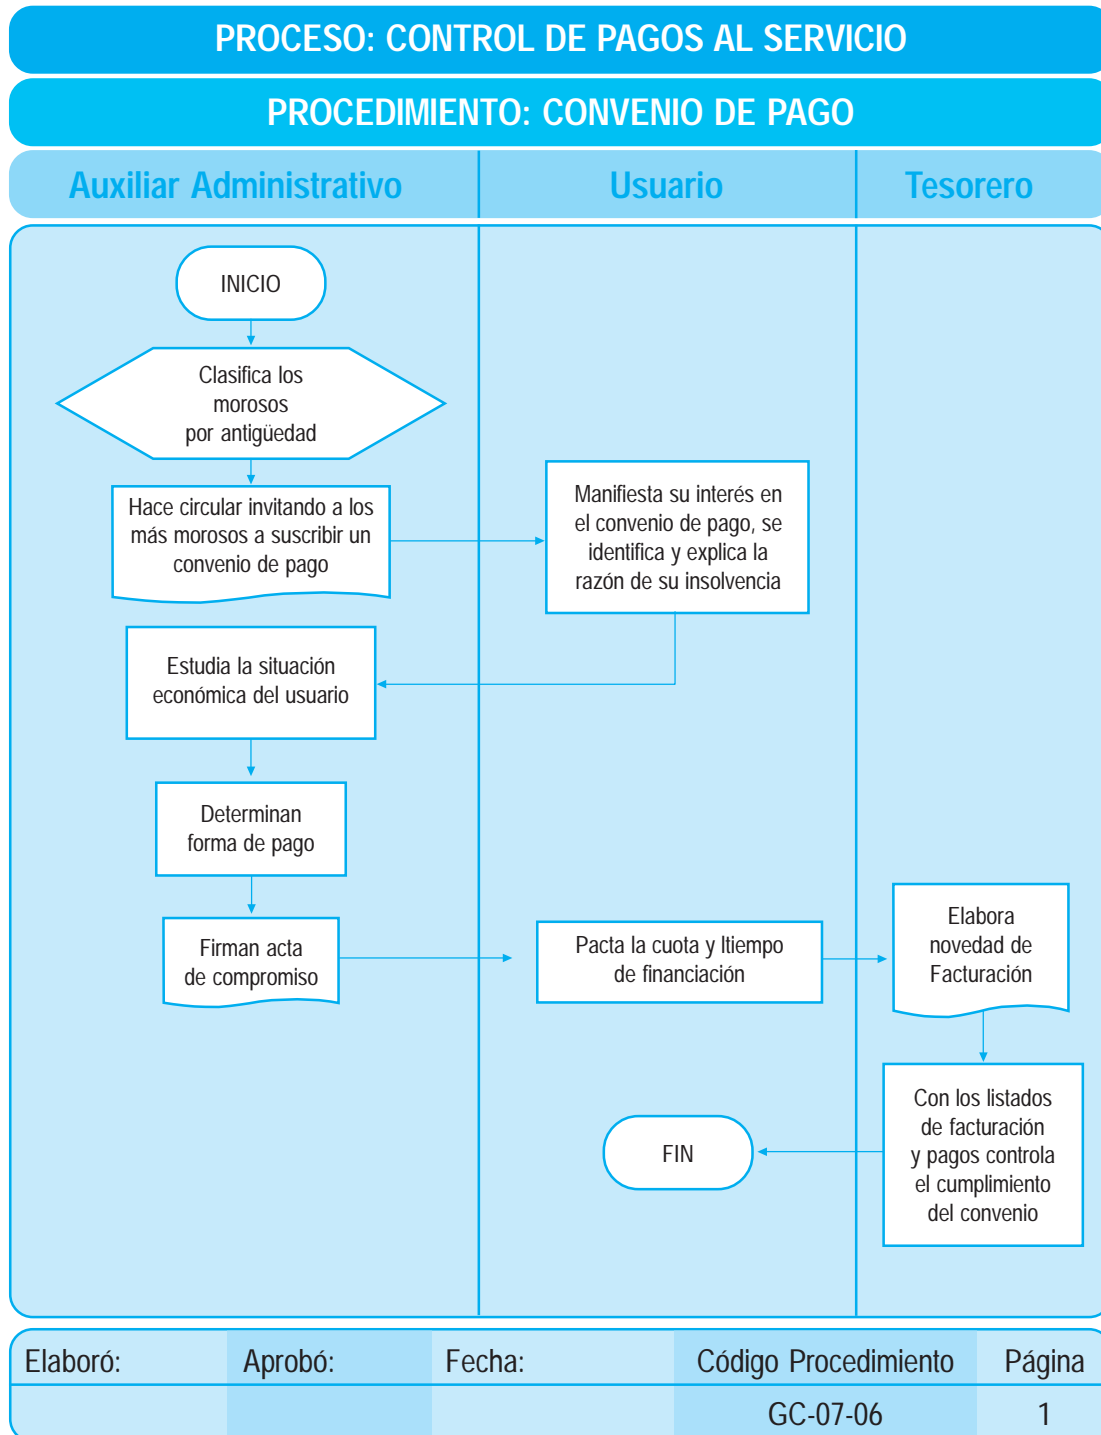 PROCESO: CONTROL DE PAGOS AL SERVICIO
PROCEDIMIENTO: CONVENIO DE PAGO
Auxiliar Administrativo
Usuario
Tesorero
INICIO
Clasifica los
morosos
por antigüedad
Hace circular invitando a los
más morosos a suscribir un
convenio de pago
Manifiesta su interés en
el convenio de pago, se
identifica y explica la
razón de su insolvencia
Estudia la situación
económica del usuario
Determinan
forma de pago
Firman acta
de compromiso
Pacta la cuota y ltiempo
de financiación
Elabora
novedad de
Facturación
Con los listados
de facturación
y pagos controla
el cumplimiento
del convenio
FIN
Elaboró:
Aprobó:
Fecha:
Código Procedimiento
Página
GC-07-06
1